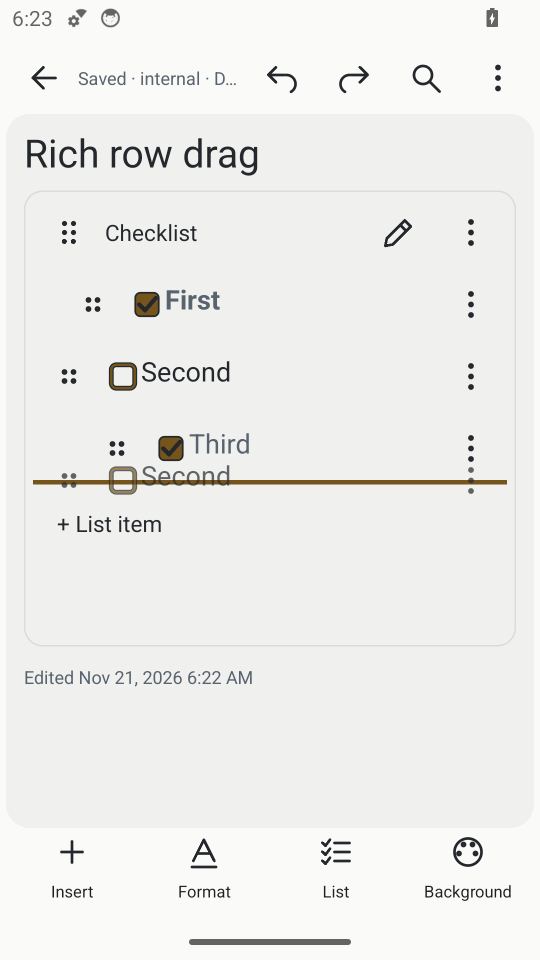 6:23
Saved · internal · D…
Rich row drag
Checklist
First
Second
Third
Second
+ List item
Edited Nov 21, 2026 6:22 AM
Insert
Format
List
Background